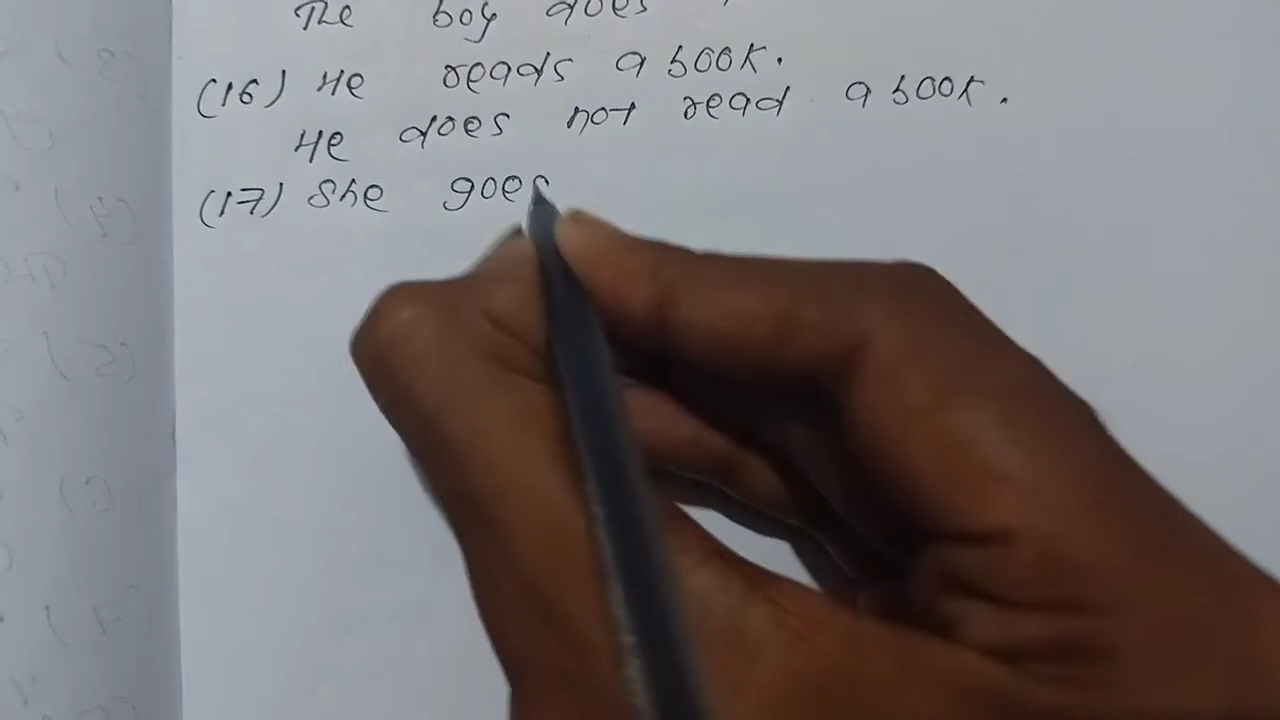 The boy does
(16) He reads a book.
He does not read a book.
(17) She goes